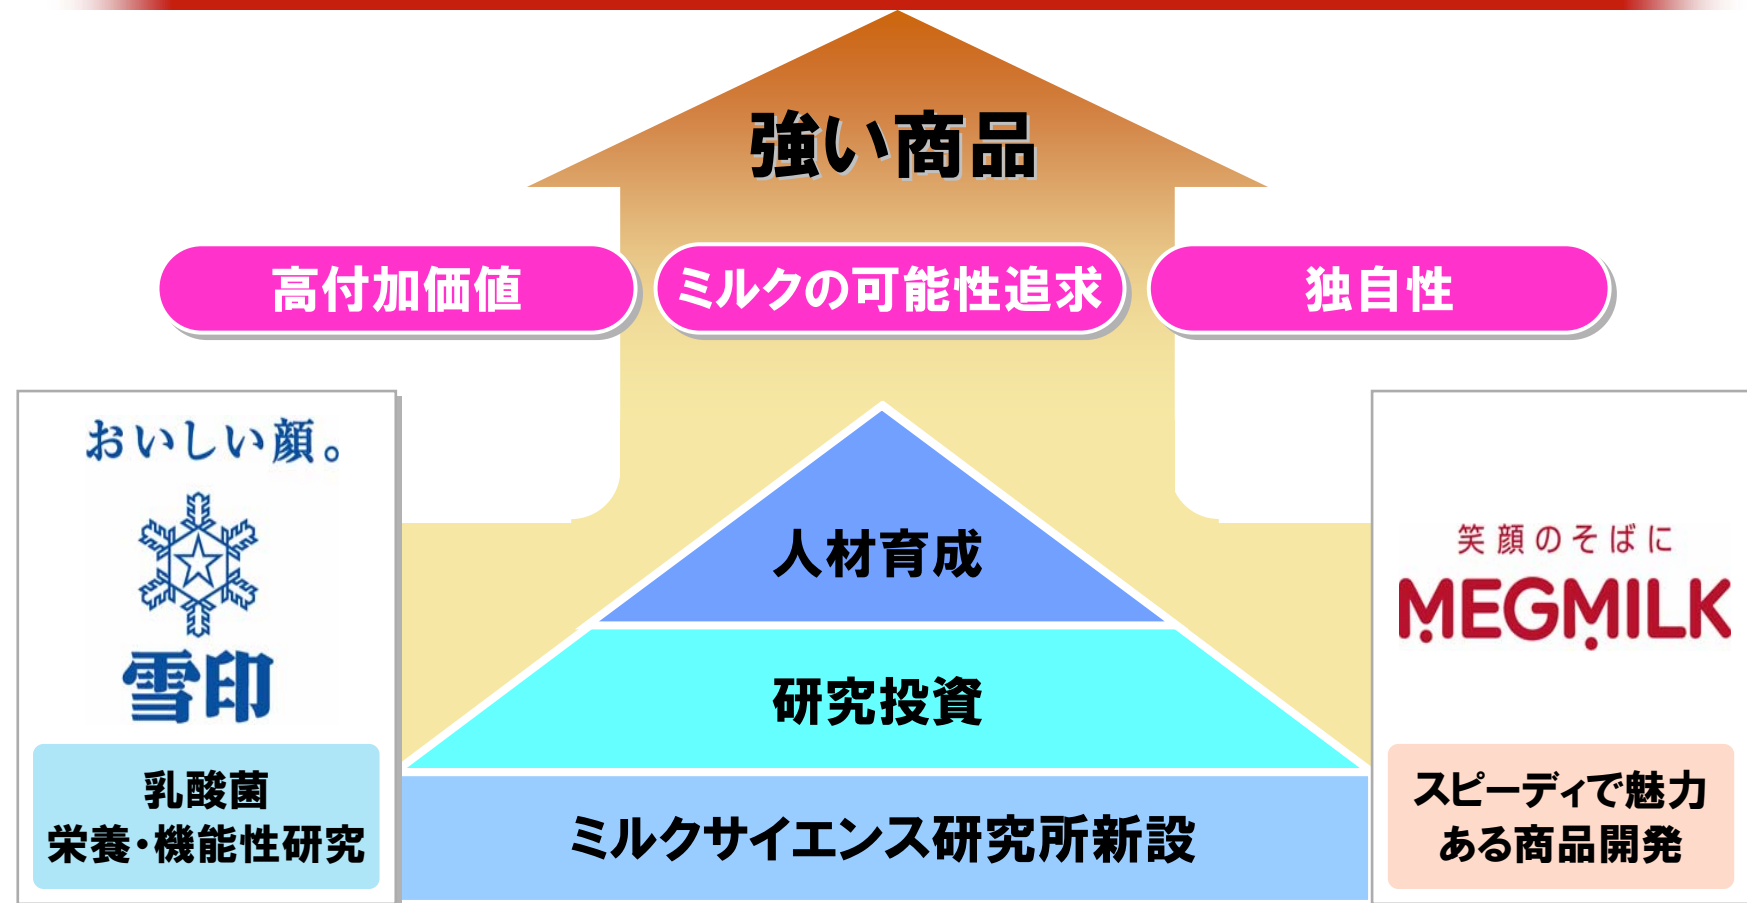 強い商品
高付加価値
ミルクの可能性追求
独自性
おいしい顔。
雪印
乳酸菌
栄養・機能性研究
人材育成
研究投資
ミルクサイエンス研究所新設
笑顔のそばに
MEGMILK
スピーディで魅力
ある商品開発